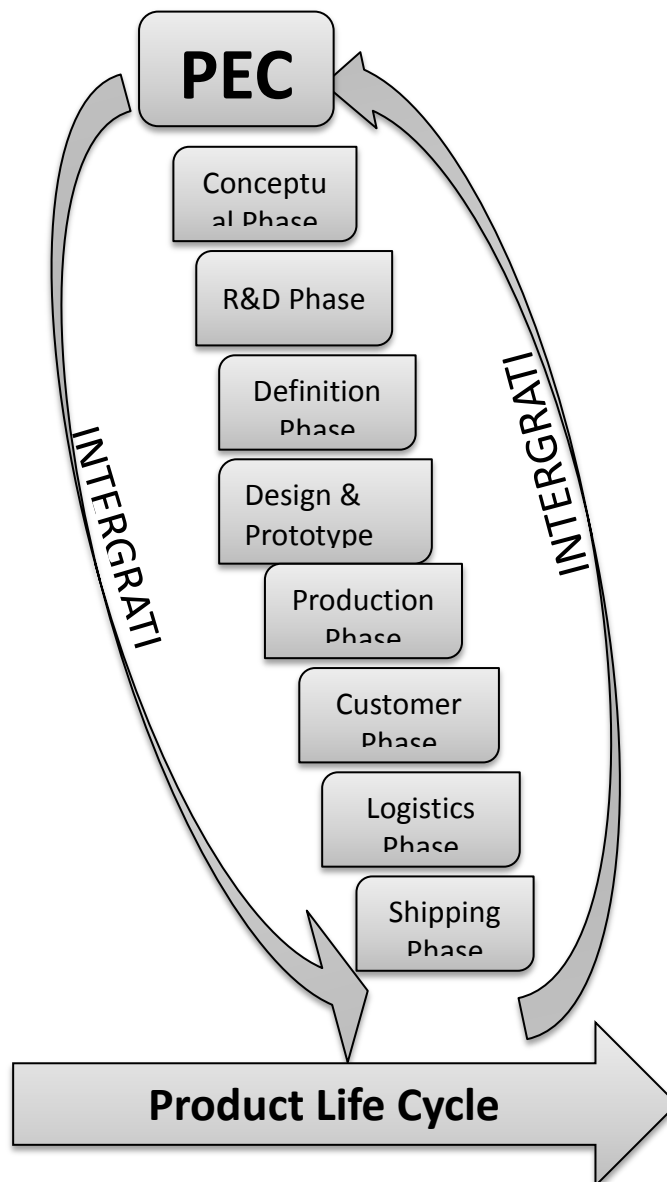 PEC
Conceptu
al Phase
R&D Phase
Definition
Phase
Design &
Prototype
Production
Phase
Customer
Phase
Logistics
Phase
Shipping
Phase
INTERGRATI
INTERGRATI
Product Life Cycle